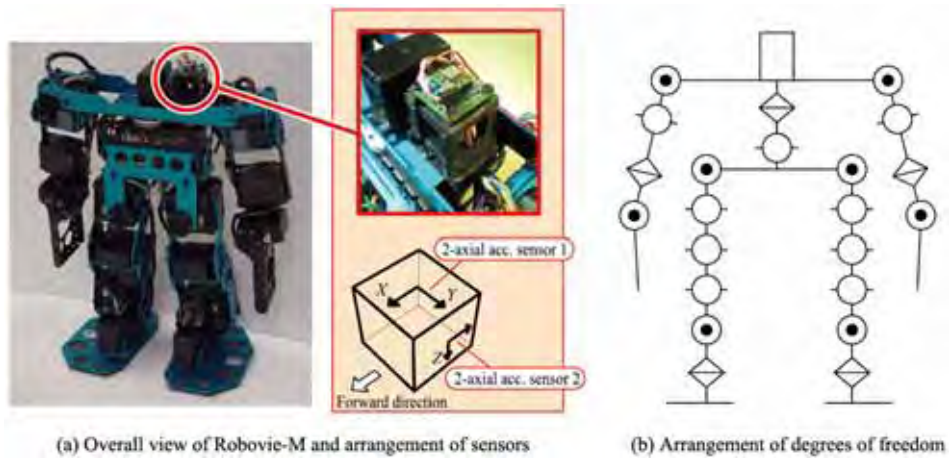 2-axial acc. sensor 1
X
Y
Z
2-axial acc. sensor 2
Forward direction
(a) Overall view of Robovie-M and arrangement of sensors
(b) Arrangement of degrees of freedom